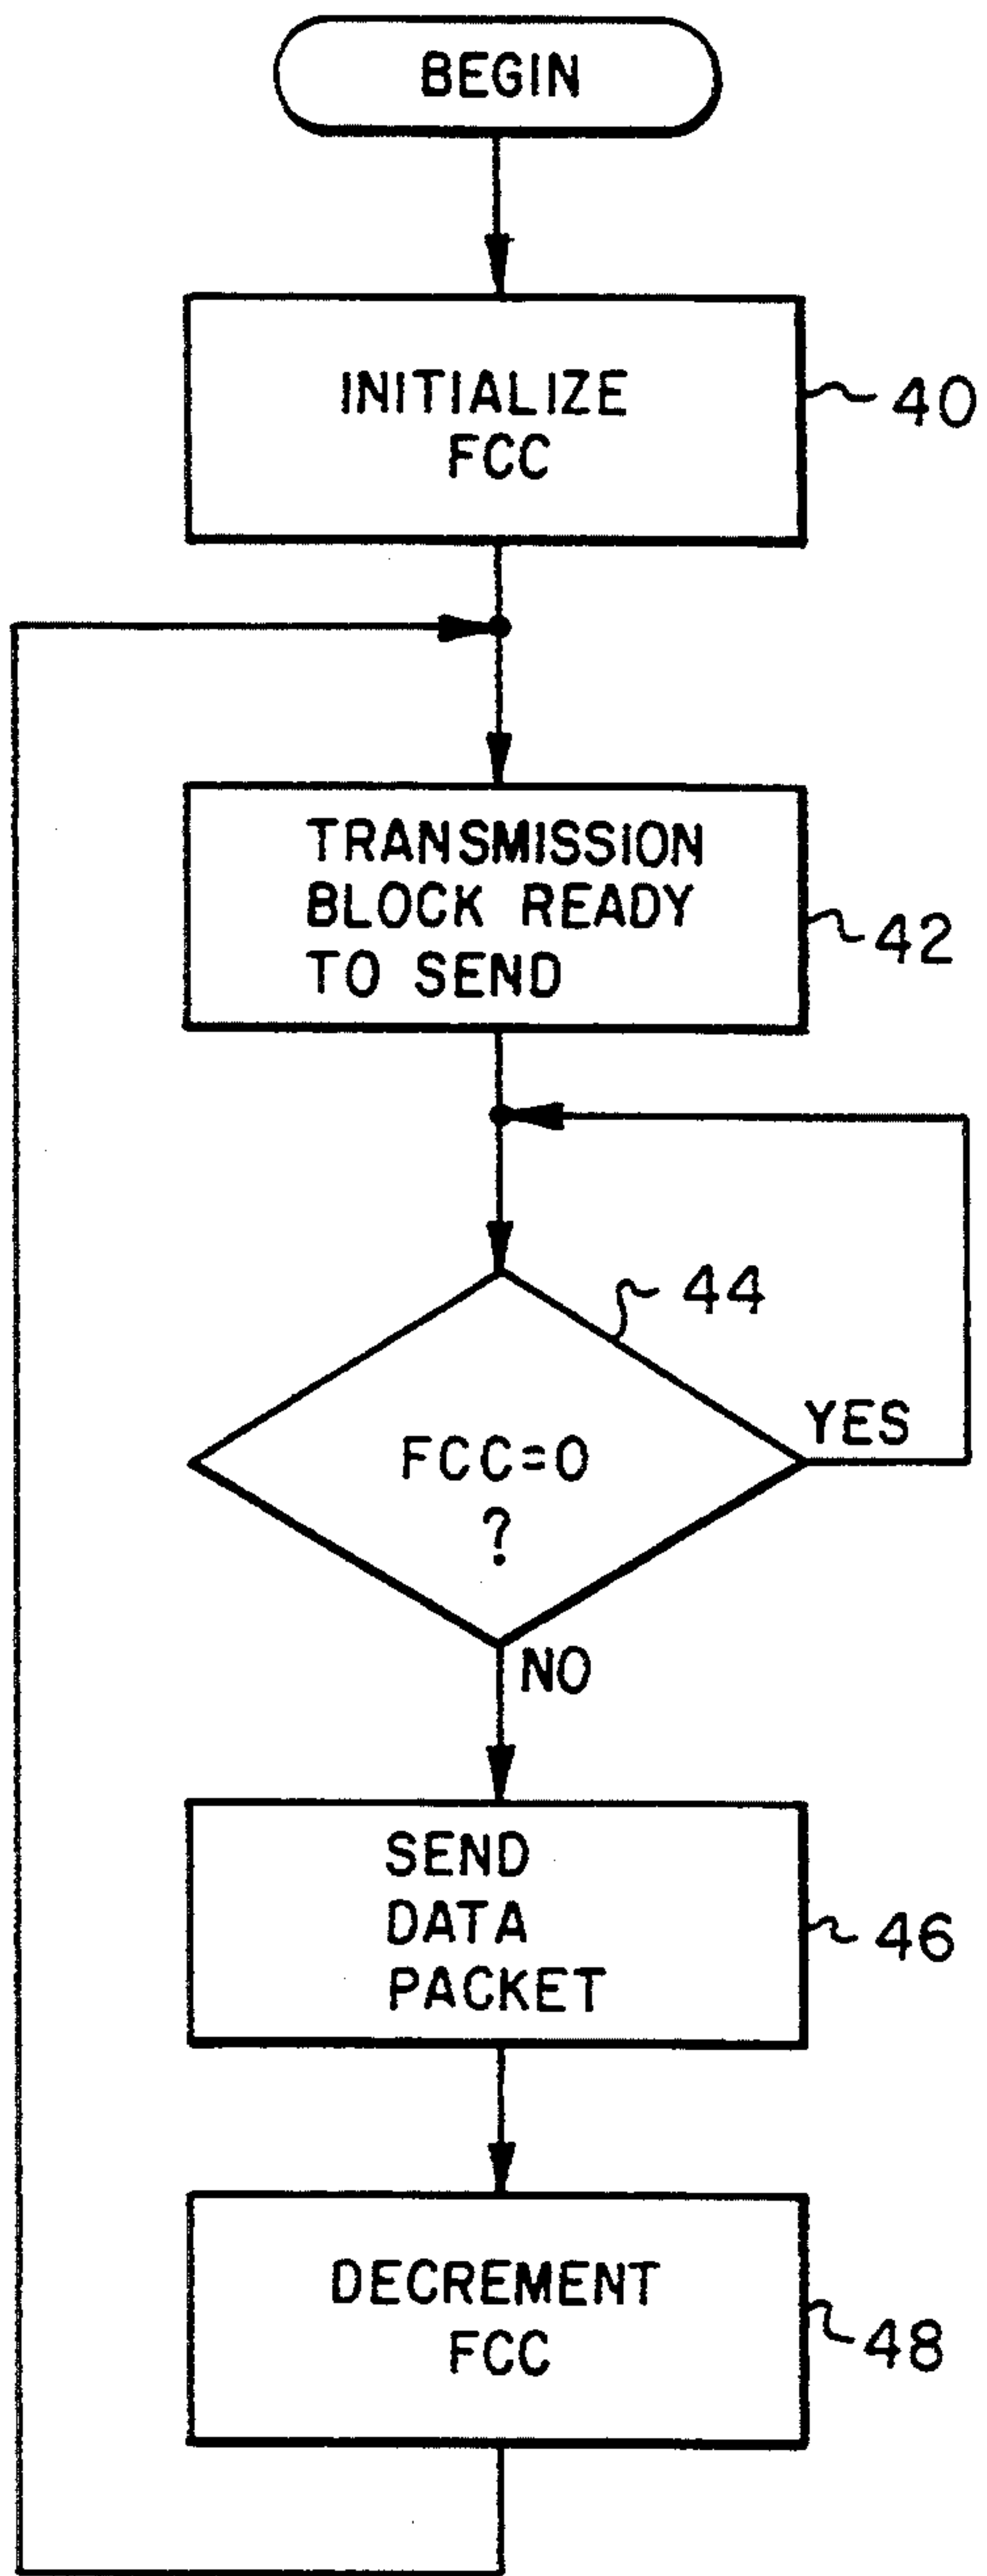 BEGIN
INITIALIZE
FCC
40
TRANSMISSION
BLOCK READY
TO SEND
42
44
FCC=0
?
YES
NO
SEND
DATA
PACKET
46
DECREMENT
FCC
48